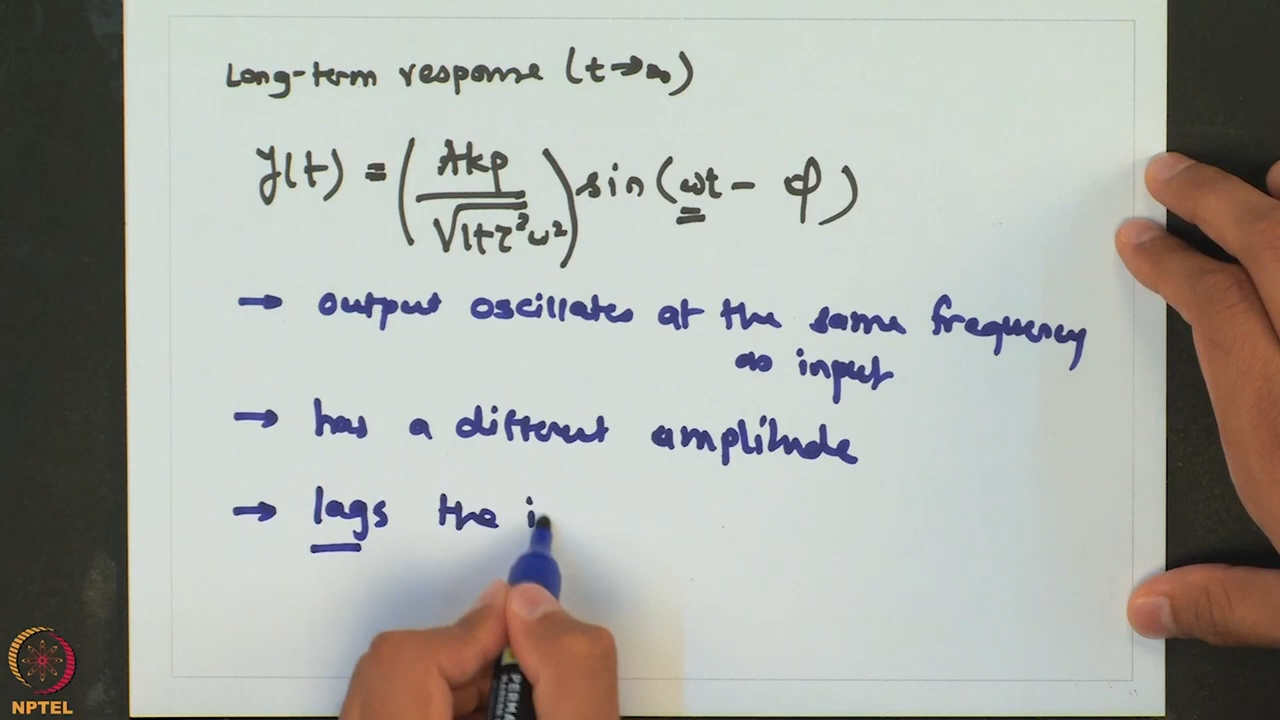 Long-term response (t→∞)
y(t) = (Akp / √1+τ²ω²) sin(ωt - φ)
→ output oscillates at the same frequency
as input
→ has a different amplitude
→ lags the i
PERMA
NPTEL